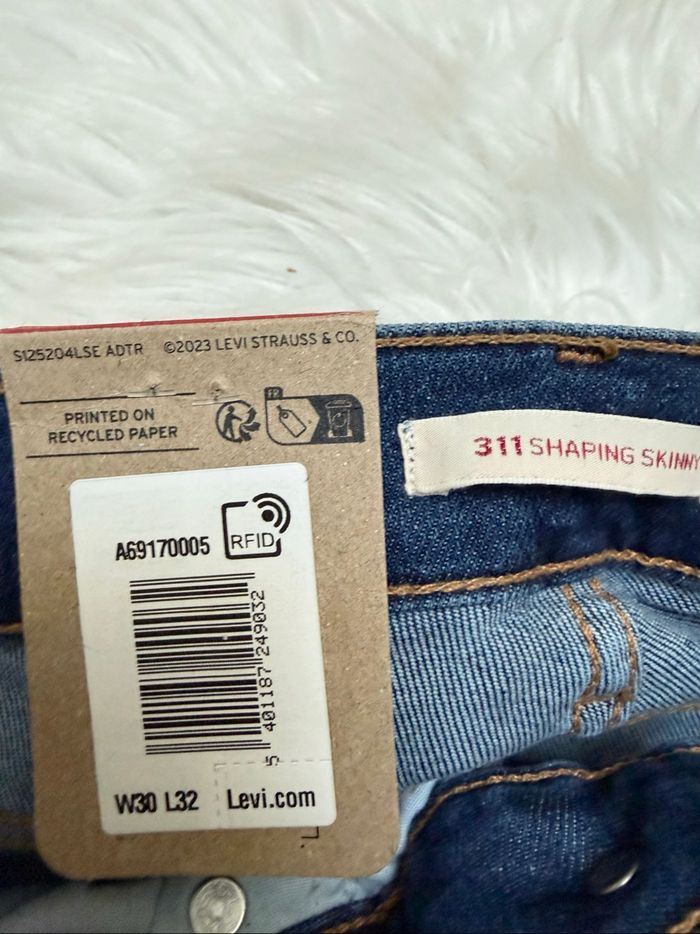 S125204LSE ADTR ©2023 LEVI STRAUSS & CO.
PRINTED ON
RECYCLED PAPER
FR
A69170005
RFID
5 401187 249032
W30 L32
Levi.com
311 SHAPING SKINNY